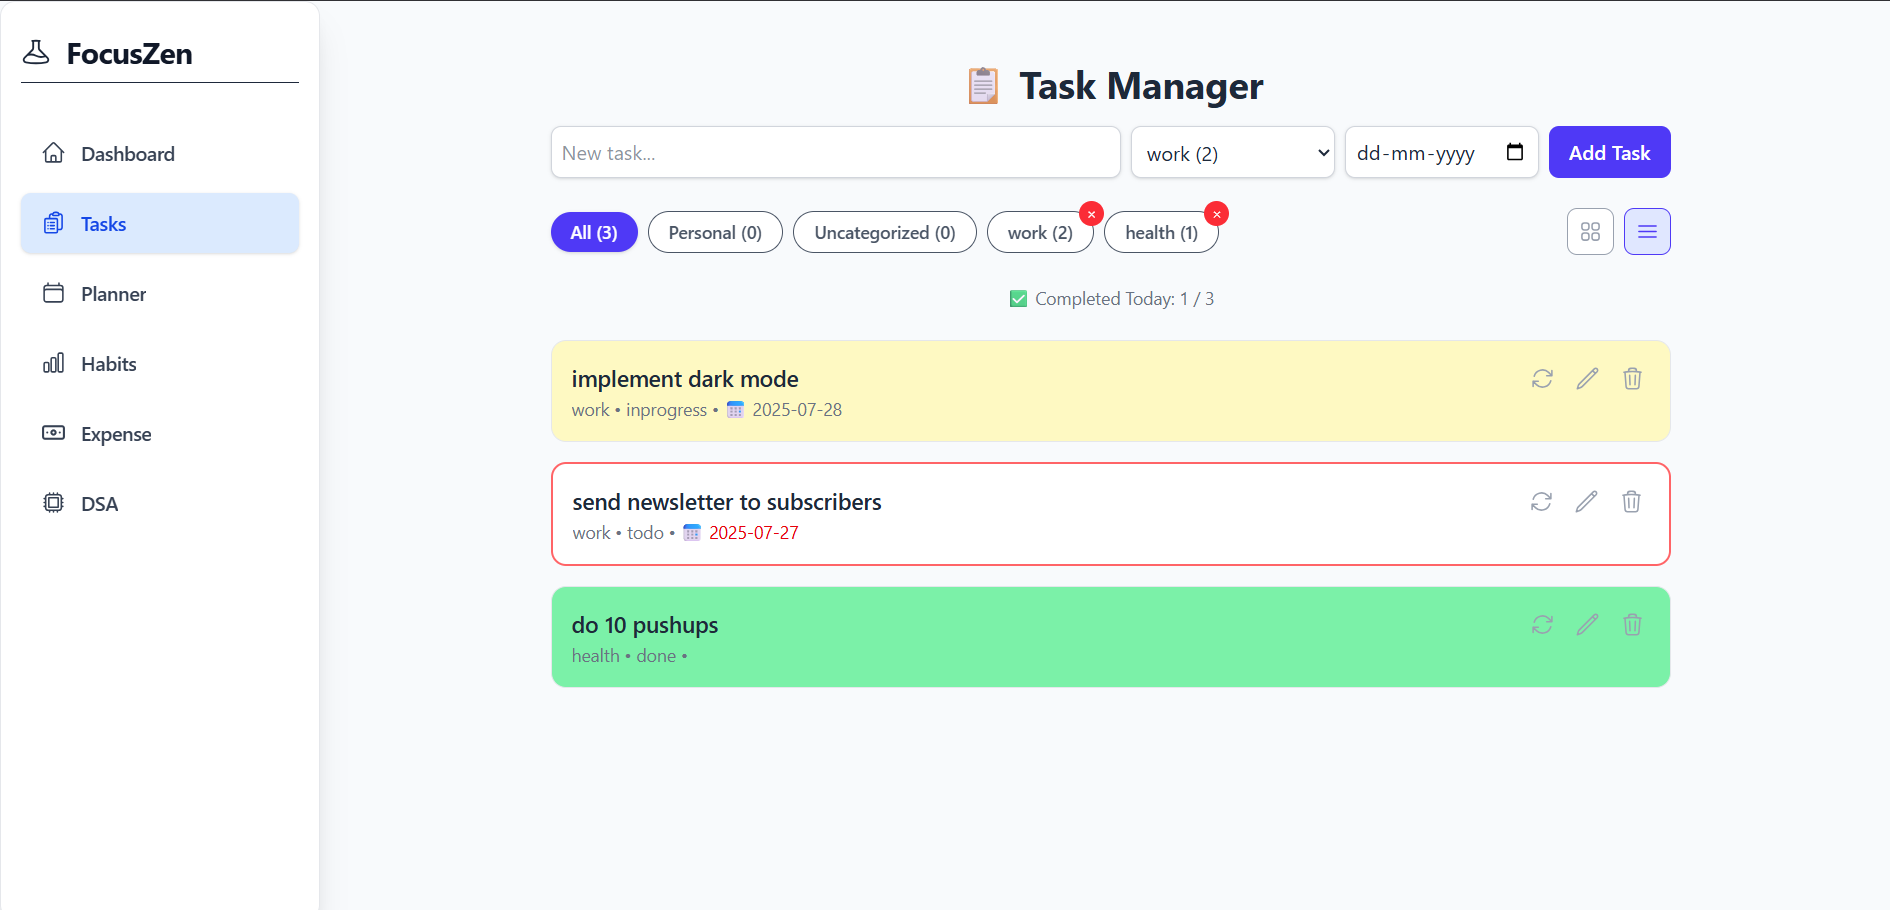 FocusZen
Dashboard
Tasks
Planner
Habits
Expense
DSA
📋 Task Manager
New task...
work (2)
dd-mm-yyyy
Add Task
All (3)
Personal (0)
Uncategorized (0)
work (2)
×
health (1)
×
✅ Completed Today: 1 / 3
implement dark mode
work • inprogress • 📅 2025-07-28
send newsletter to subscribers
work • todo • 📅 2025-07-27
do 10 pushups
health • done •